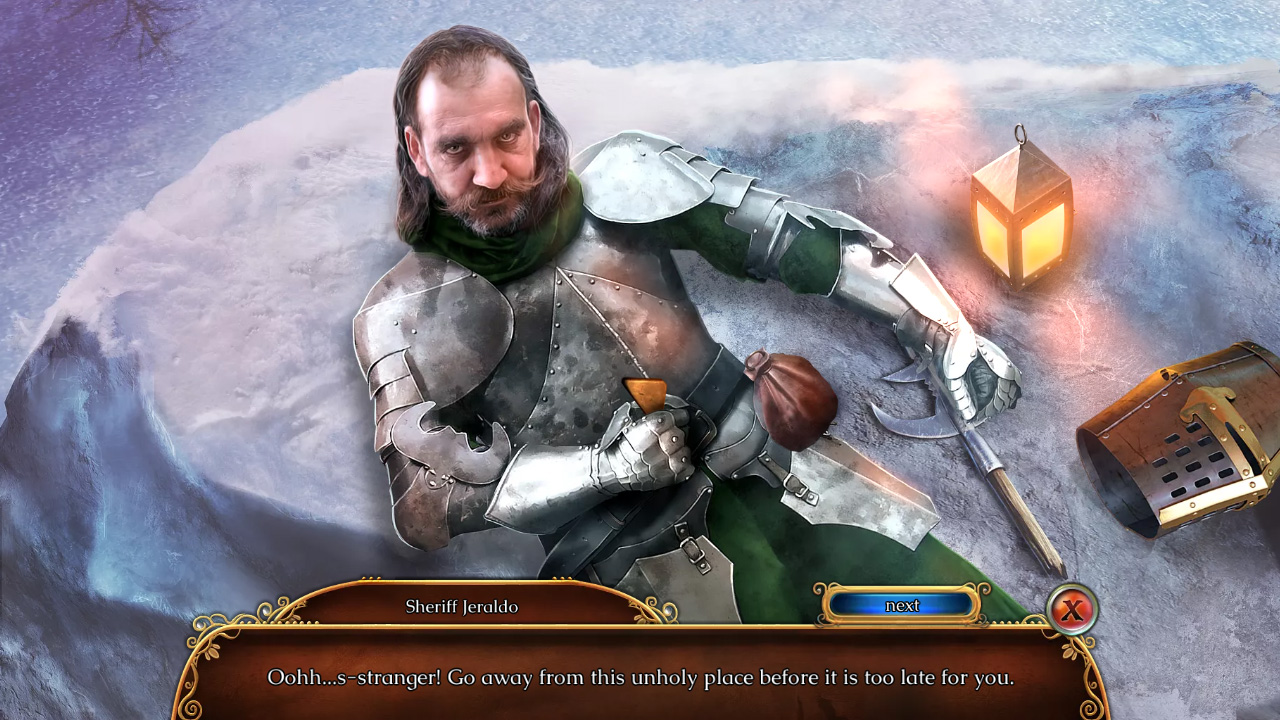 Sheriff Jeraldo
next
X
Oohh...s-stranger! Go away from this unholy place before it is too late for you.